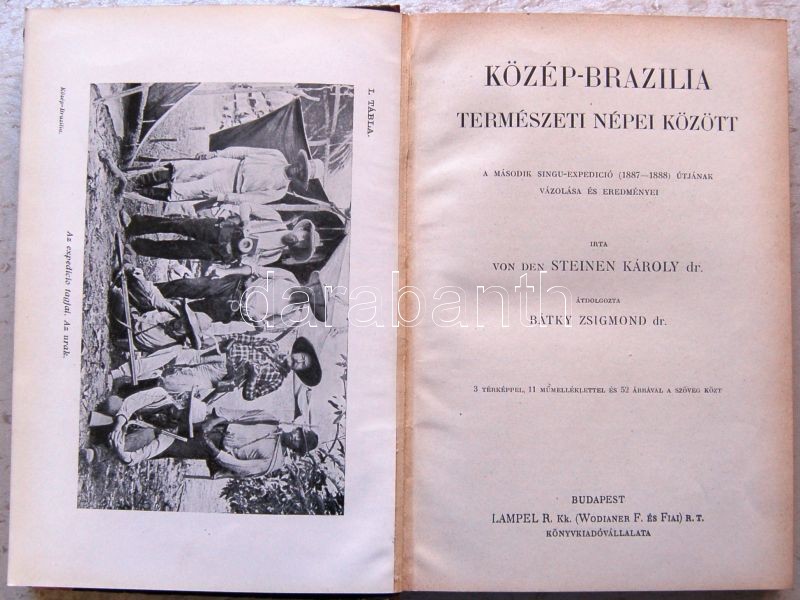 I. TÁBLA.
Közép-Brazilia.
Az expedíció tagjai. Az urak.
KÖZÉP-BRAZILIA
TERMÉSZETI NÉPEI KÖZÖTT
A MÁSODIK SINGU-EXPEDICIÓ (1887—1888) ÚTJÁNAK
VÁZOLÁSA ÉS EREDMÉNYEI
IRTA
VON DEN STEINEN KÁROLY dr.
ÁTDOLGOZTA
BÁTKY ZSIGMOND dr.
3 TÉRKÉPPEL, 11 MŰMELLÉKLETTEL ÉS 52 ÁBRÁVAL A SZÖVEG KÖZT
BUDAPEST
LAMPEL R. Kk. (WODIANER F. ÉS FIAI) R. T.
KÖNYVKIADÓVÁLLALATA
darabanth